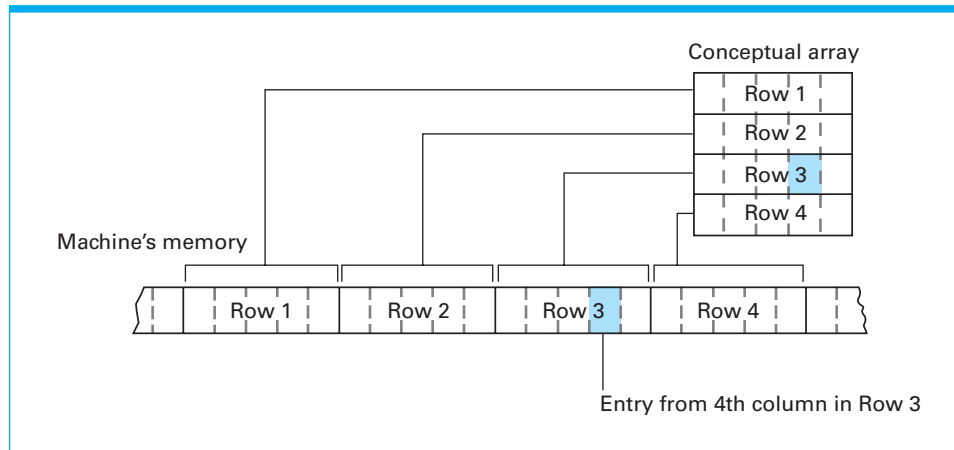 Conceptual array
Row 1
Row 2
Row 3
Row 4
Machine's memory
Row 1 Row 2 Row 3 Row 4
Entry from 4th column in Row 3